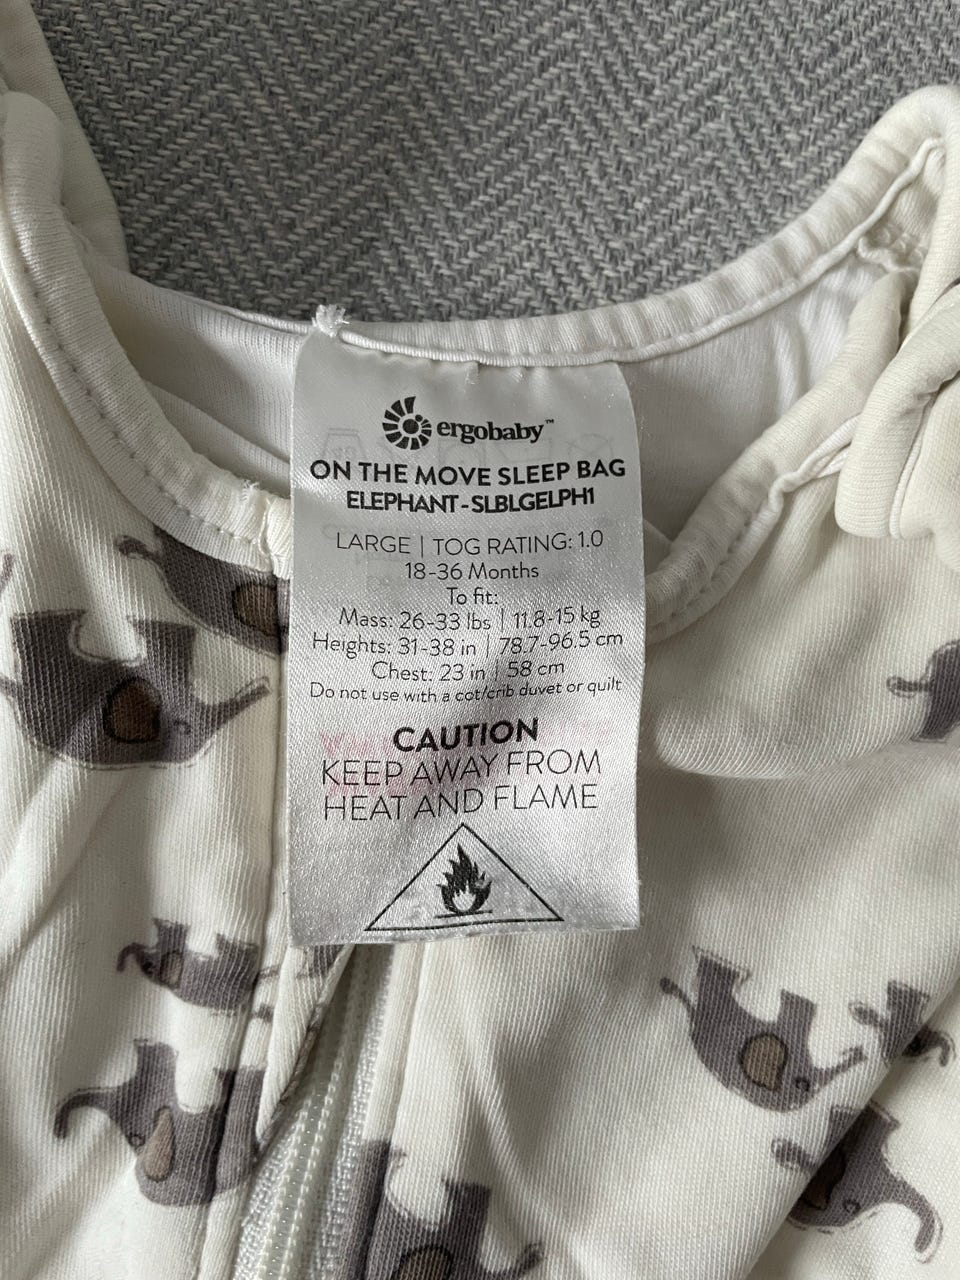 ergobaby™
ON THE MOVE SLEEP BAG
ELEPHANT - SLBLGELPH1
LARGE | TOG RATING: 1.0
18-36 Months
To fit:
Mass: 26-33 lbs | 11.8-15 kg
Heights: 31-38 in | 78.7-96.5 cm
Chest: 23 in | 58 cm
Do not use with a cot/crib duvet or quilt
CAUTION
KEEP AWAY FROM
HEAT AND FLAME